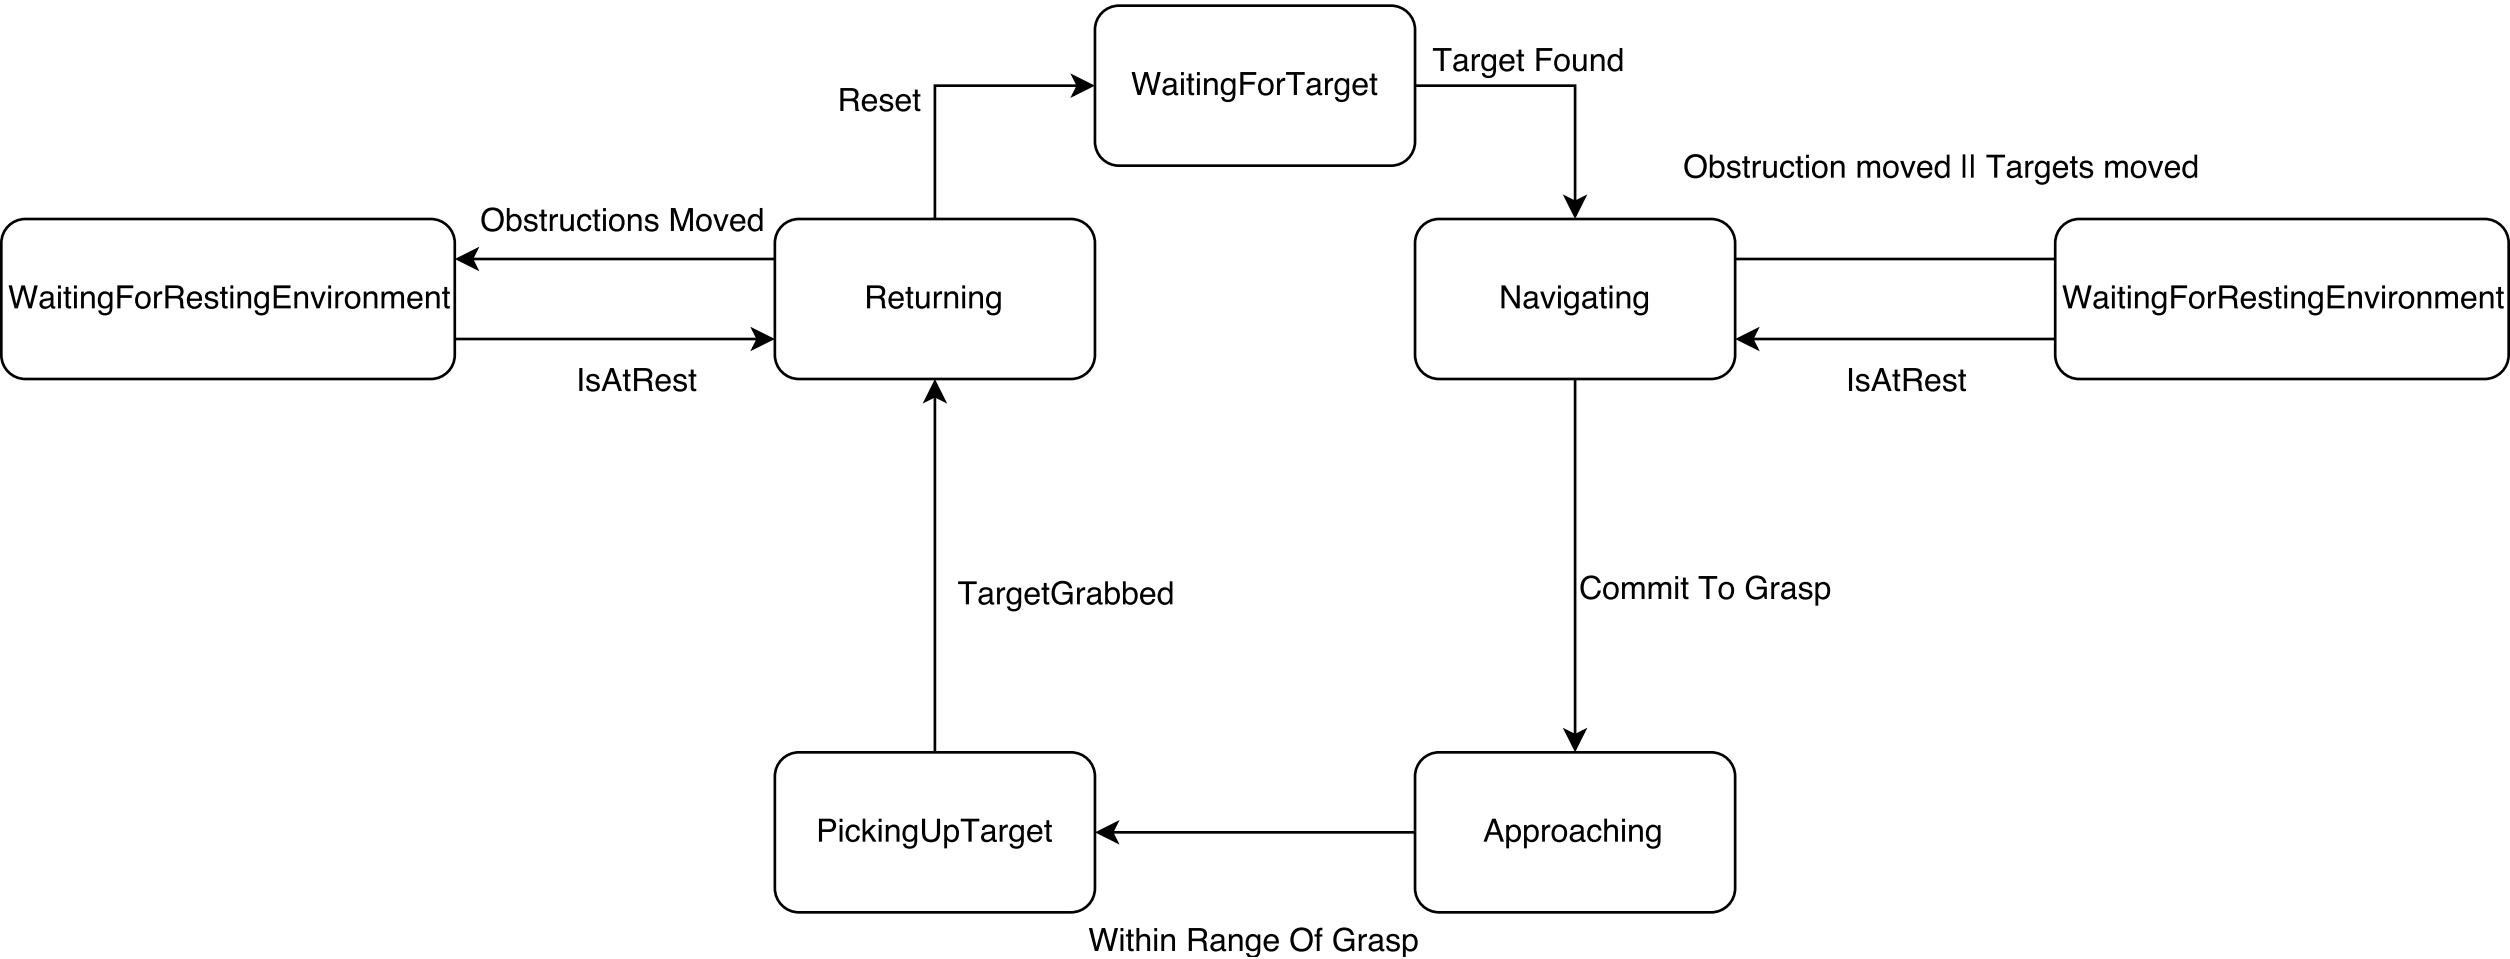 WaitingForTarget
Target Found
Reset
Obstruction moved || Targets moved
Obstructions Moved
WaitingForRestingEnvironment
Returning
Navigating
WaitingForRestingEnvironment
IsAtRest
IsAtRest
TargetGrabbed
Commit To Grasp
PickingUpTarget
Approaching
Within Range Of Grasp